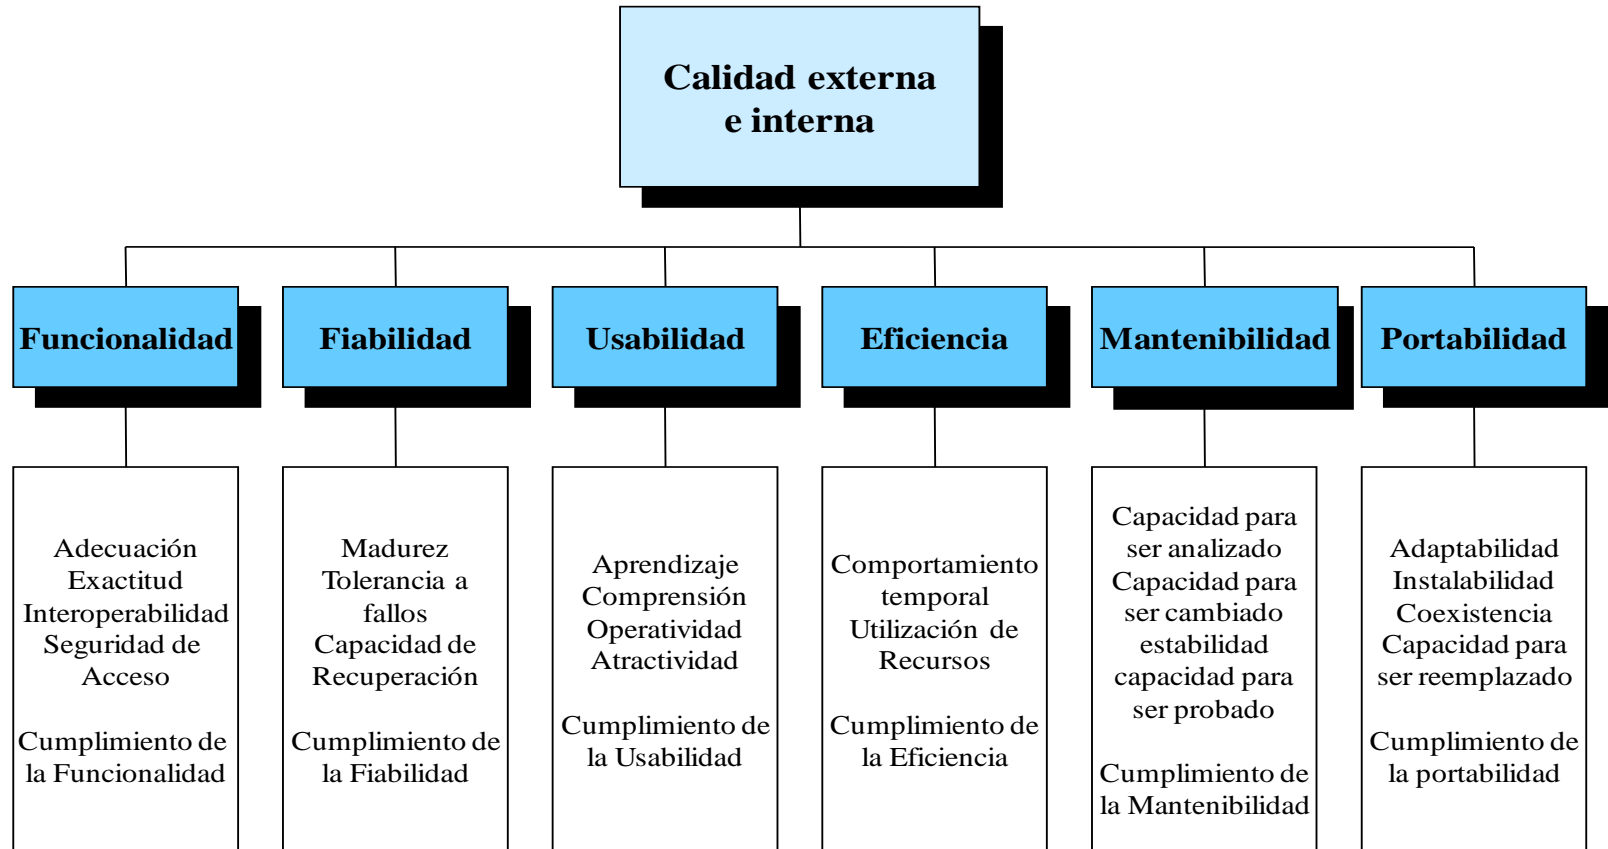 Calidad externa
e interna
Funcionalidad
Fiabilidad
Usabilidad
Eficiencia
Mantenibilidad
Portabilidad
Adecuación
Exactitud
Interoperabilidad
Seguridad de
Acceso
Cumplimiento de
la Funcionalidad
Madurez
Tolerancia a
fallos
Capacidad de
Recuperación
Cumplimiento de
la Fiabilidad
Aprendizaje
Comprensión
Operatividad
Atractividad
Cumplimiento de
la Usabilidad
Comportamiento
temporal
Utilización de
Recursos
Cumplimiento de
la Eficiencia
Capacidad para
ser analizado
Capacidad para
ser cambiado
estabilidad
capacidad para
ser probado
Cumplimiento de
la Mantenibilidad
Adaptabilidad
Instalabilidad
Coexistencia
Capacidad para
ser reemplazado
Cumplimiento de
la portabilidad